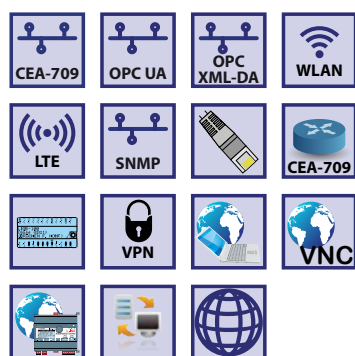 CEA-709
OPC UA
OPC
XML-DA
WLAN
LTE
SNMP
CEA-709
VPN
VNC